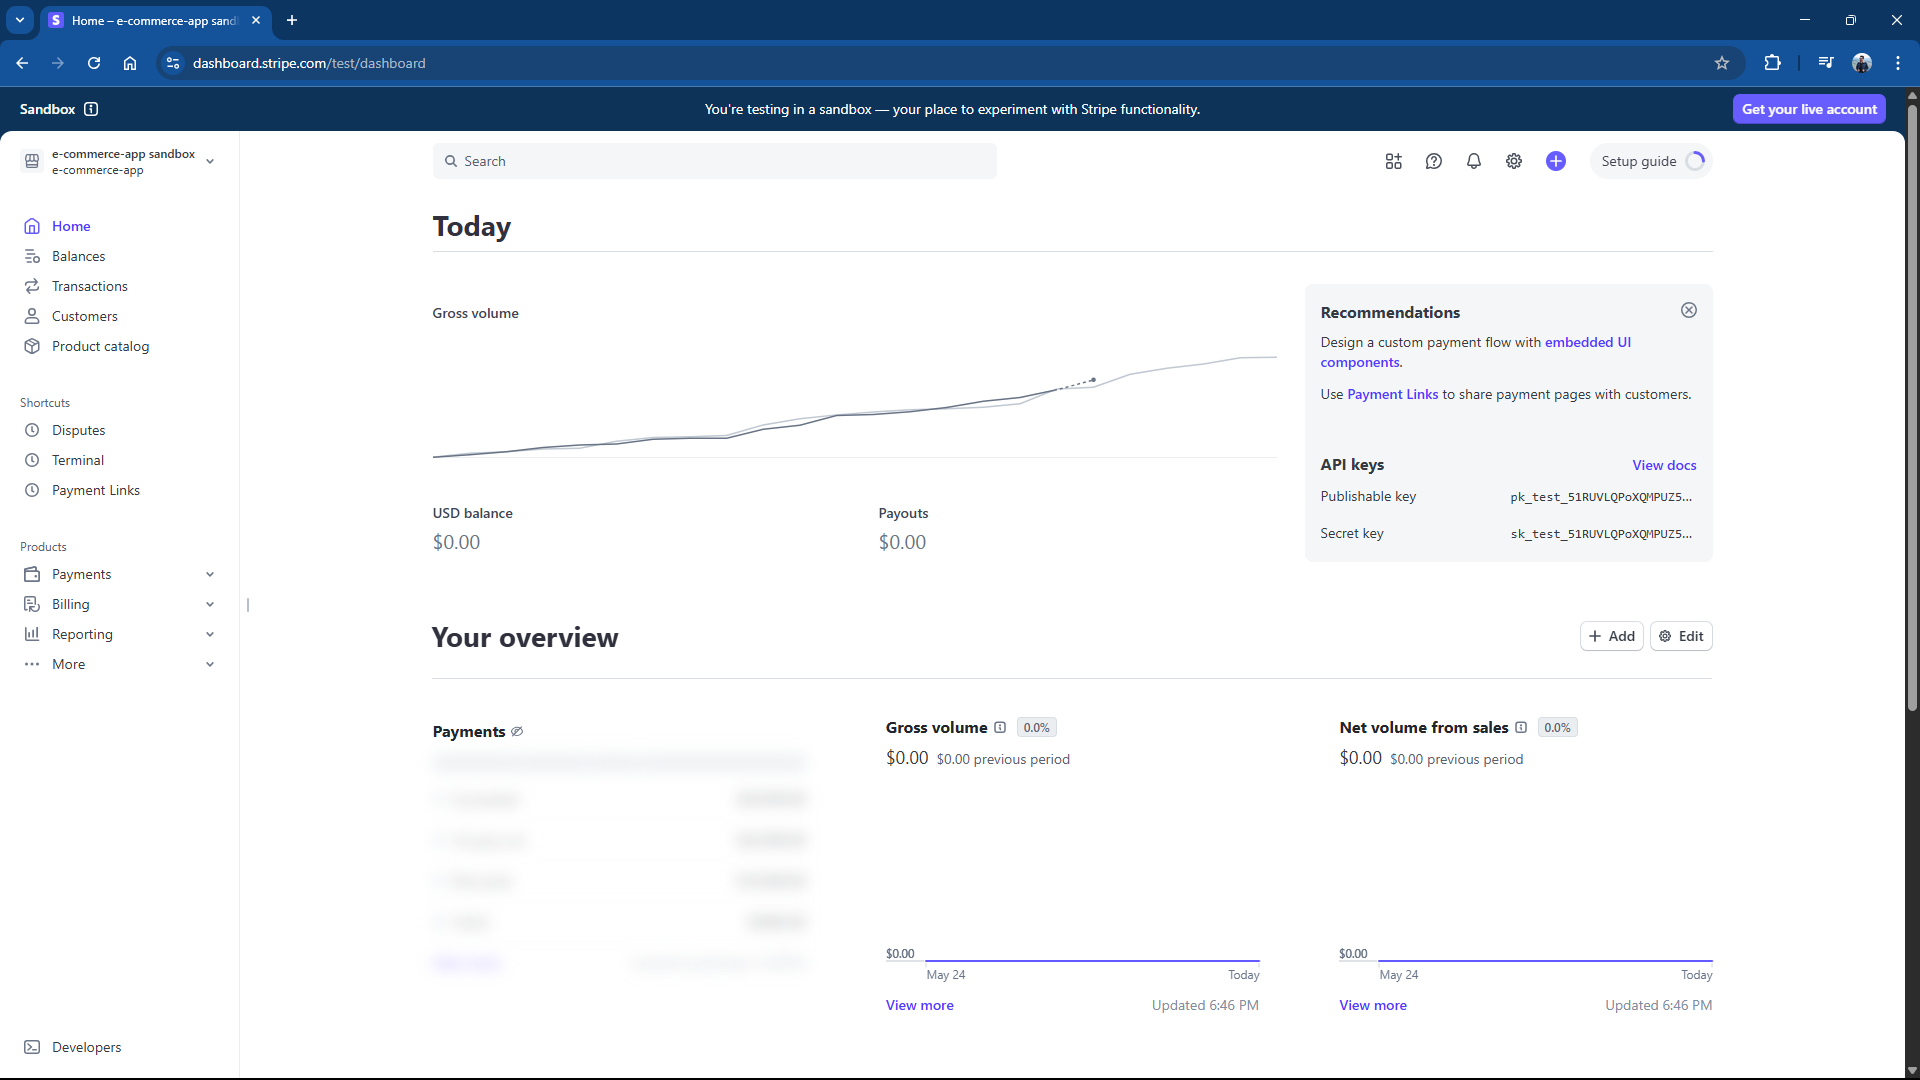 Home – e-commerce-app sand
dashboard.stripe.com/test/dashboard
Sandbox
You're testing in a sandbox — your place to experiment with Stripe functionality.
Get your live account
e-commerce-app sandbox
e-commerce-app
Search
Setup guide
Home
Balances
Transactions
Customers
Product catalog
Shortcuts
Disputes
Terminal
Payment Links
Products
Payments
Billing
Reporting
More
Developers
Today
Gross volume
USD balance
$0.00
Payouts
$0.00
Recommendations
Design a custom payment flow with embedded UI
components.
Use Payment Links to share payment pages with customers.
API keys
View docs
Publishable key
pk_test_51RUVLQPoXQMPUZ5...
Secret key
sk_test_51RUVLQPoXQMPUZ5...
Your overview
Add
Edit
Payments
Gross volume
0.0%
$0.00
$0.00 previous period
$0.00
May 24
Today
View more
Updated 6:46 PM
Net volume from sales
0.0%
$0.00
$0.00 previous period
$0.00
May 24
Today
View more
Updated 6:46 PM